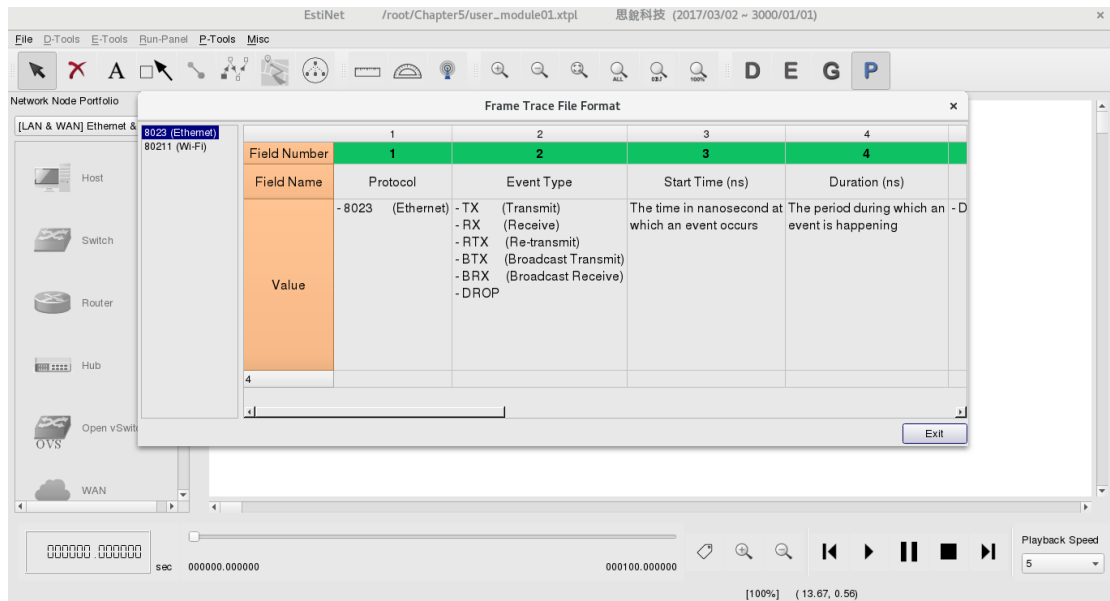 EstiNet /root/Chapter5/user_module01.xtpl 思銳科技 (2017/03/02 ~ 3000/01/01) ×
File D-Tools E-Tools Run-Panel P-Tools Misc
A ALL OBJ 100% D E G P
Network Node Portfolio
[LAN & WAN] Ethernet &
Host
Switch
Router
Hub
Open vSwit
OVS
WAN
Frame Trace File Format ×
8023 (Ethernet)
80211 (Wi-Fi)
1 2 3 4
Field Number 1 2 3 4
Field Name Protocol Event Type Start Time (ns) Duration (ns)
Value
- 8023 (Ethernet)
- TX (Transmit)
- RX (Receive)
- RTX (Re-transmit)
- BTX (Broadcast Transmit)
- BRX (Broadcast Receive)
- DROP
The time in nanosecond at
which an event occurs
The period during which an
event is happening
- D
4
Exit
000000.000000 sec
000000.000000 000100.000000
Playback Speed
5
[100%] ( 13.67, 0.56)